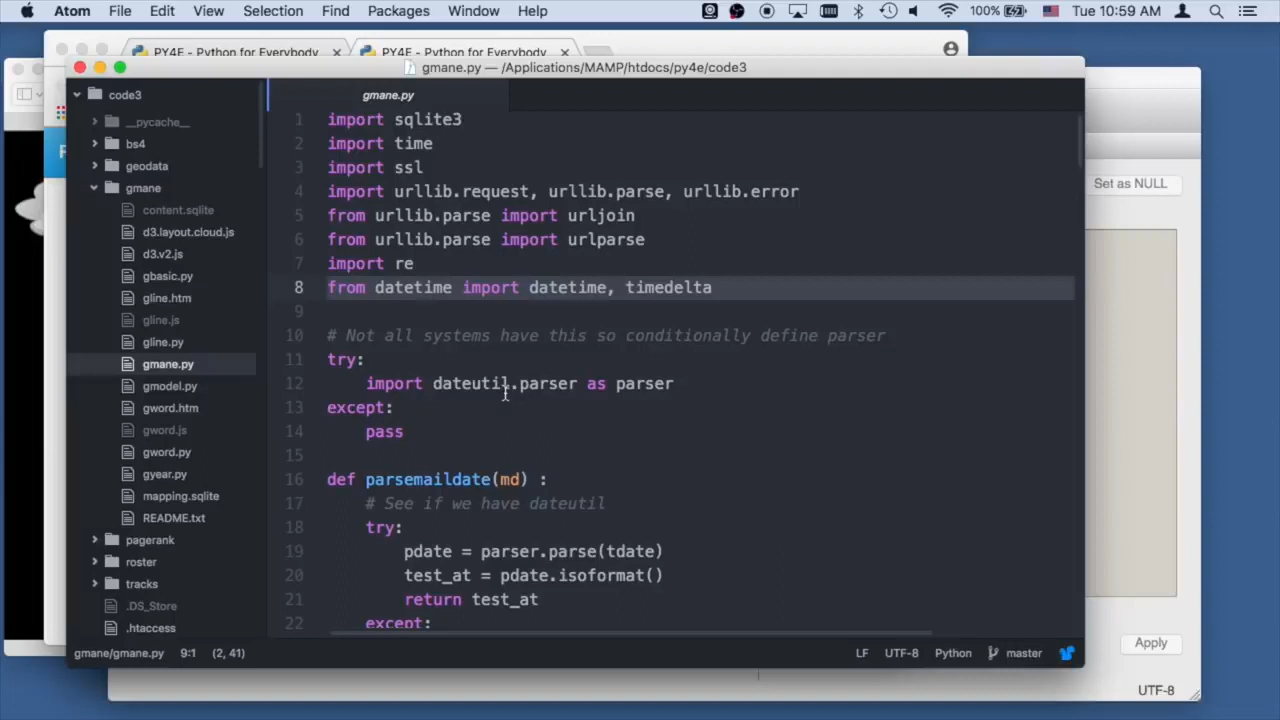 Atom File Edit View Selection Find Packages Window Help 100% Tue 10:59 AM
PY4E - Python for Everybody × PY4E - Python for Everybody ×
gmane.py — /Applications/MAMP/htdocs/py4e/code3
code3
__pycache__
bs4
geodata
gmane
content.sqlite
d3.layout.cloud.js
d3.v2.js
gbasic.py
gline.htm
gline.js
gline.py
gmane.py
gmodel.py
gword.htm
gword.js
gword.py
gyear.py
mapping.sqlite
README.txt
pagerank
roster
tracks
.DS_Store
.htaccess
gmane.py
1 import sqlite3
2 import time
3 import ssl
4 import urllib.request, urllib.parse, urllib.error
5 from urllib.parse import urljoin
6 from urllib.parse import urlparse
7 import re
8 from datetime import datetime, timedelta
9
10 # Not all systems have this so conditionally define parser
11 try:
12     import dateutil.parser as parser
13 except:
14     pass
15
16 def parsemaildate(md) :
17     # See if we have dateutil
18     try:
19         pdate = parser.parse(tdate)
20         test_at = pdate.isoformat()
21         return test_at
22     except:
gmane/gmane.py 9:1 (2, 41) LF UTF-8 Python master
Set as NULL
Apply
UTF-8